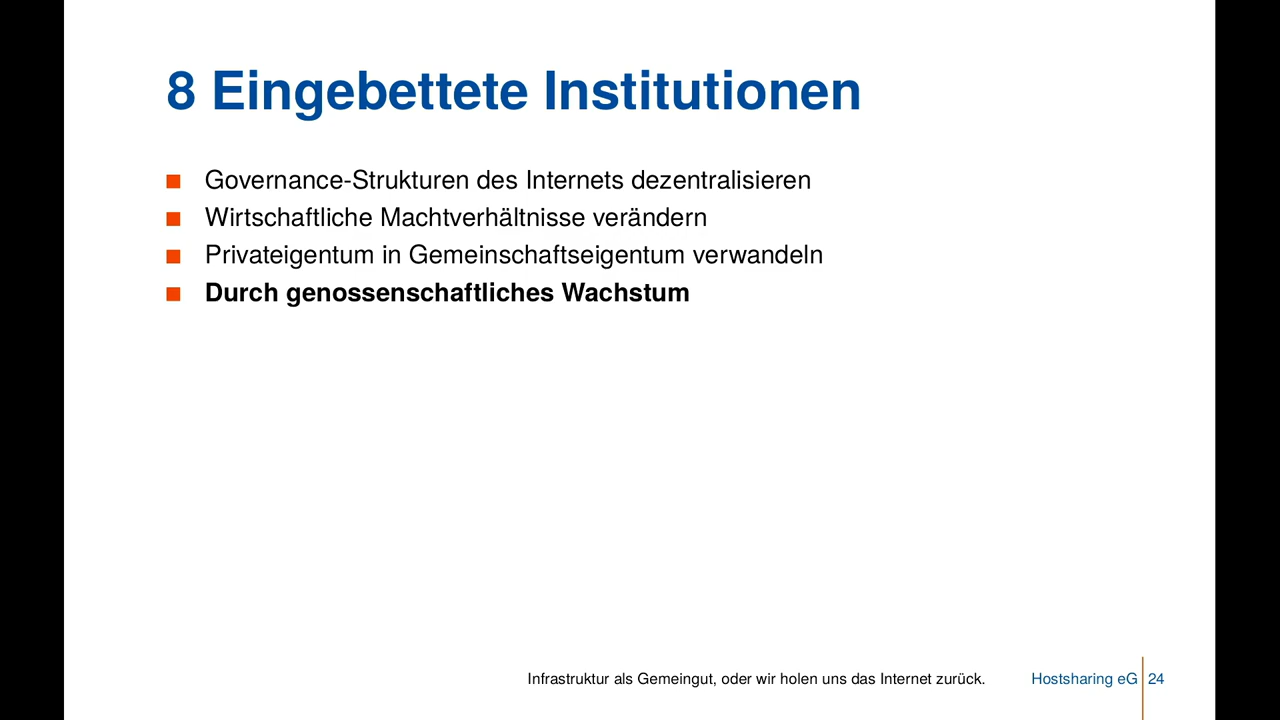 8 Eingebettete Institutionen
Governance-Strukturen des Internets dezentralisieren
Wirtschaftliche Machtverhältnisse verändern
Privateigentum in Gemeinschaftseigentum verwandeln
Durch genossenschaftliches Wachstum
Infrastruktur als Gemeingut, oder wir holen uns das Internet zurück. Hostsharing eG 24